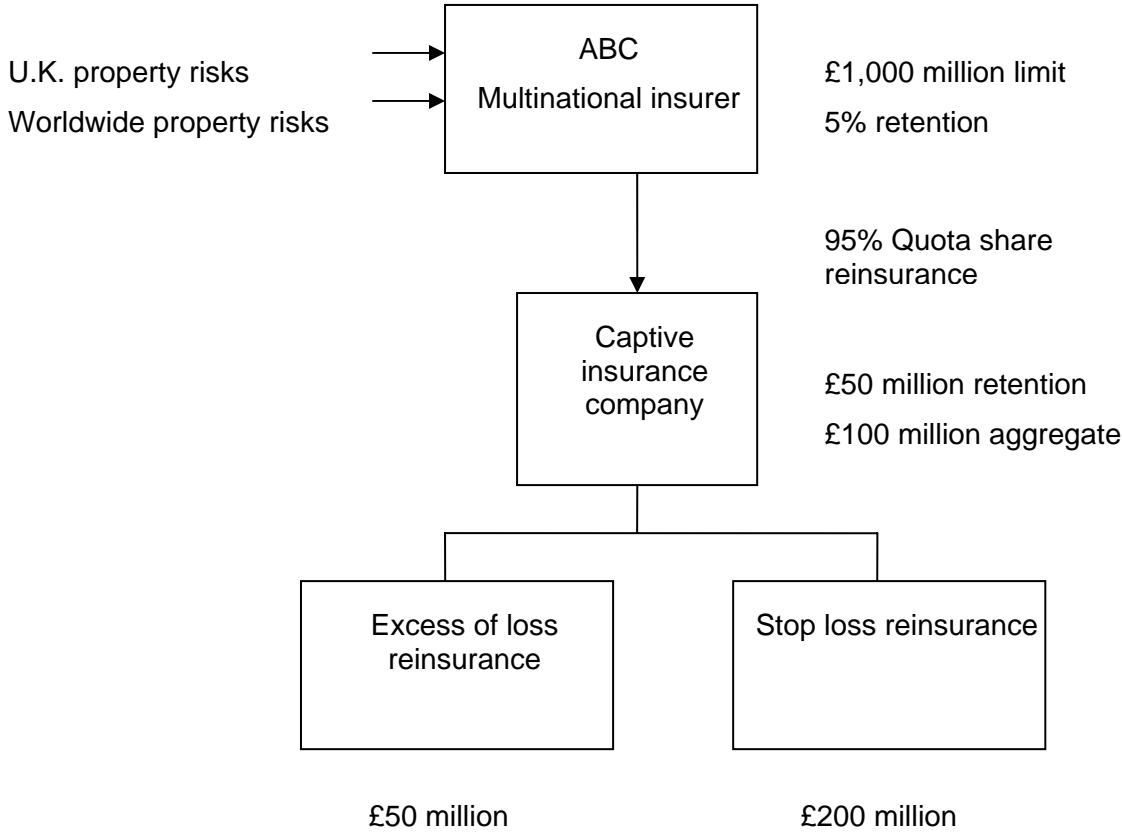 U.K. property risks
Worldwide property risks
ABC
Multinational insurer
£1,000 million limit
5% retention
95% Quota share
reinsurance
Captive
insurance
company
£50 million retention
£100 million aggregate
Excess of loss
reinsurance
Stop loss reinsurance
£50 million
£200 million